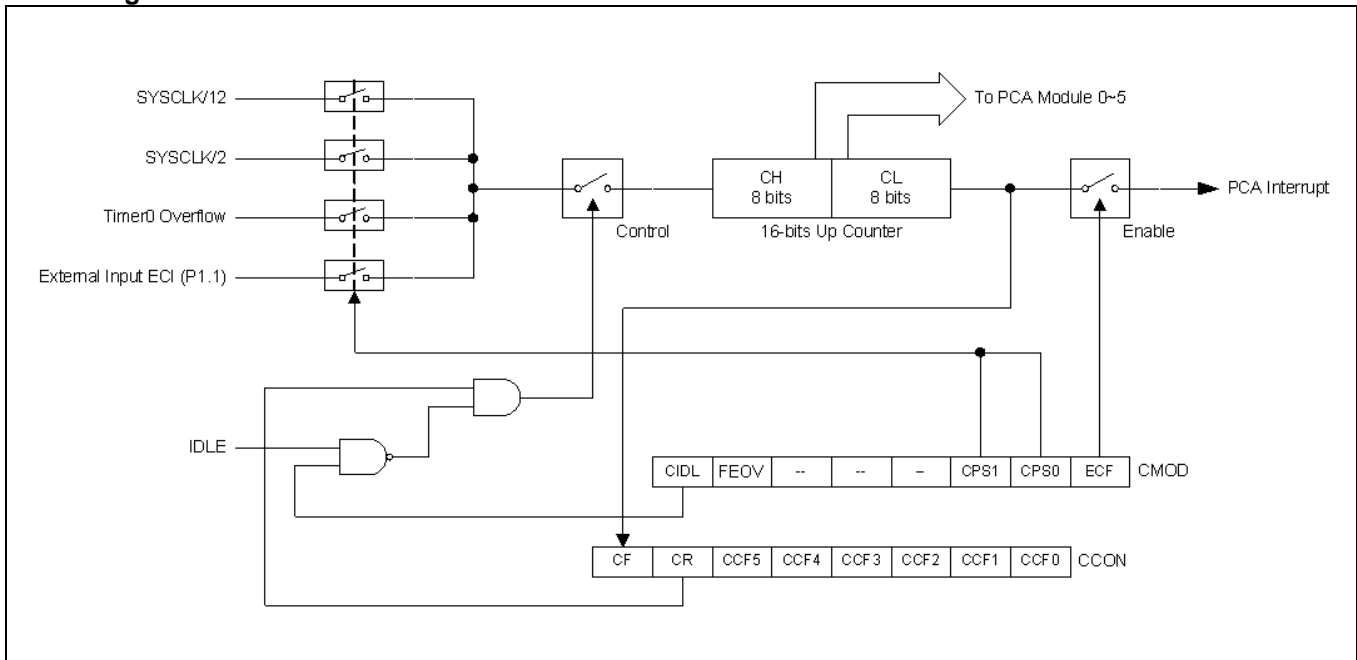 SYSCLK/12
SYSCLK/2
Timer0 Overflow
External Input ECI (P1.1)
Control
CH
8 bits
CL
8 bits
16-bits Up Counter
To PCA Module 0~5
PCA Interrupt
Enable
IDLE
CIDL FEOV -- -- – CPS1 CPS0 ECF CMOD
CF CR CCF5 CCF4 CCF3 CCF2 CCF1 CCF0 CCON